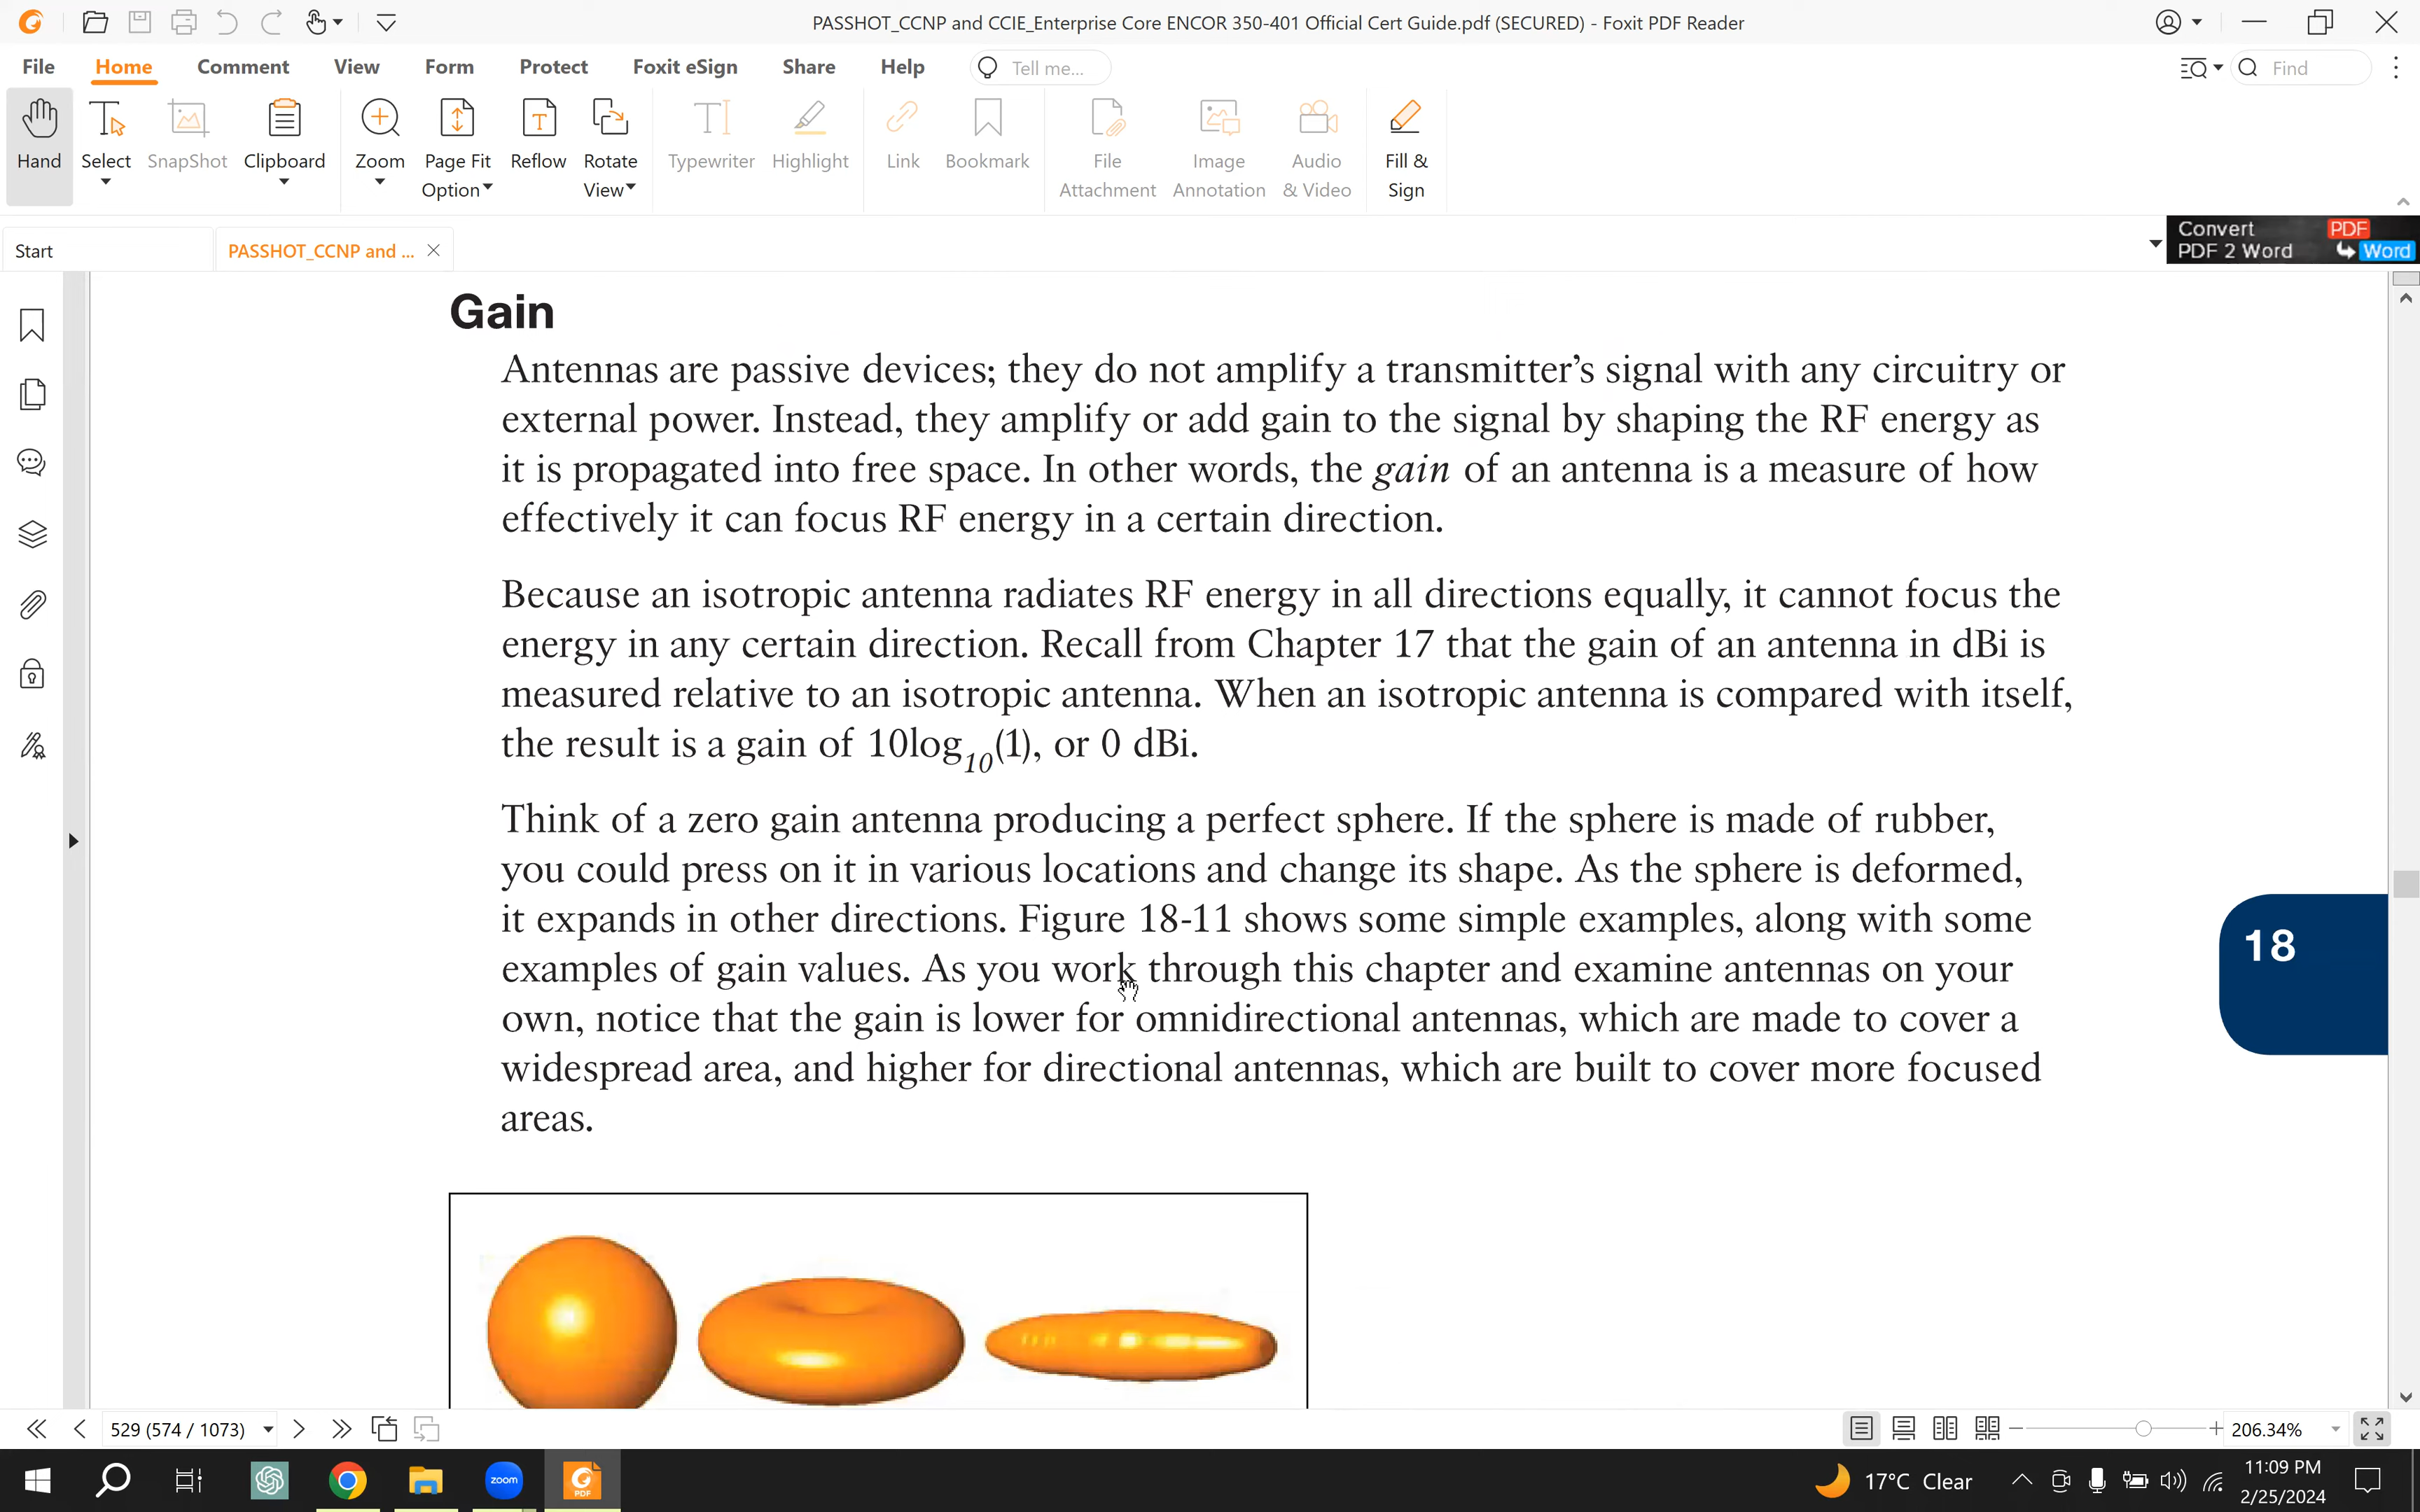 PASSHOT_CCNP and CCIE_Enterprise Core ENCOR 350-401 Official Cert Guide.pdf (SECURED) - Foxit PDF Reader
File Home Comment View Form Protect Foxit eSign Share Help Tell me... Find
Hand Select SnapShot Clipboard Zoom Page Fit Option Reflow Rotate View Typewriter Highlight Link Bookmark File Attachment Image Annotation Audio & Video Fill & Sign
Start PASSHOT_CCNP and ...
Convert PDF
PDF 2 Word Word
Gain
Antennas are passive devices; they do not amplify a transmitter’s signal with any circuitry or
external power. Instead, they amplify or add gain to the signal by shaping the RF energy as
it is propagated into free space. In other words, the gain of an antenna is a measure of how
effectively it can focus RF energy in a certain direction.
Because an isotropic antenna radiates RF energy in all directions equally, it cannot focus the
energy in any certain direction. Recall from Chapter 17 that the gain of an antenna in dBi is
measured relative to an isotropic antenna. When an isotropic antenna is compared with itself,
the result is a gain of 10log10(1), or 0 dBi.
Think of a zero gain antenna producing a perfect sphere. If the sphere is made of rubber,
you could press on it in various locations and change its shape. As the sphere is deformed,
it expands in other directions. Figure 18-11 shows some simple examples, along with some
examples of gain values. As you work through this chapter and examine antennas on your
own, notice that the gain is lower for omnidirectional antennas, which are made to cover a
widespread area, and higher for directional antennas, which are built to cover more focused
areas.
18
529 (574 / 1073) 206.34%
zoom PDF 17°C Clear 11:09 PM
2/25/2024